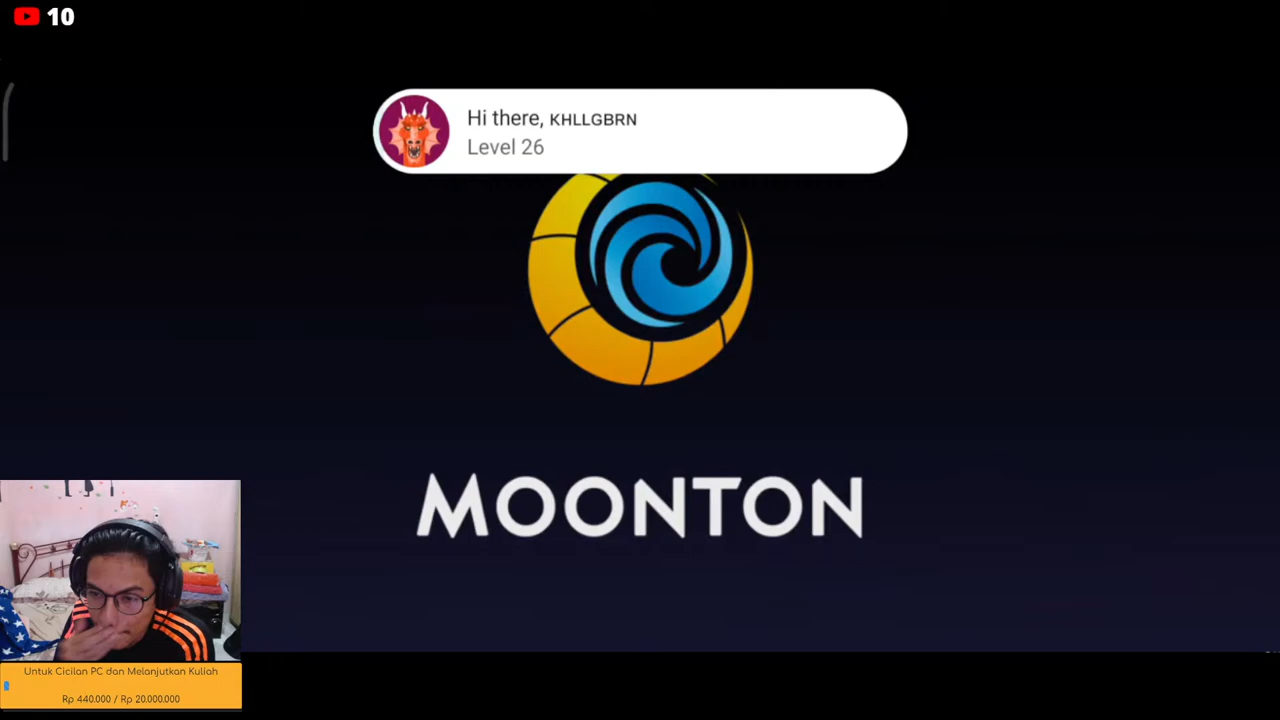 10
Hi there, KHLLGBRN
Level 26
MOONTON
Untuk Cicilan PC dan Melanjutkan Kuliah
Rp 440.000 / Rp 20.000.000